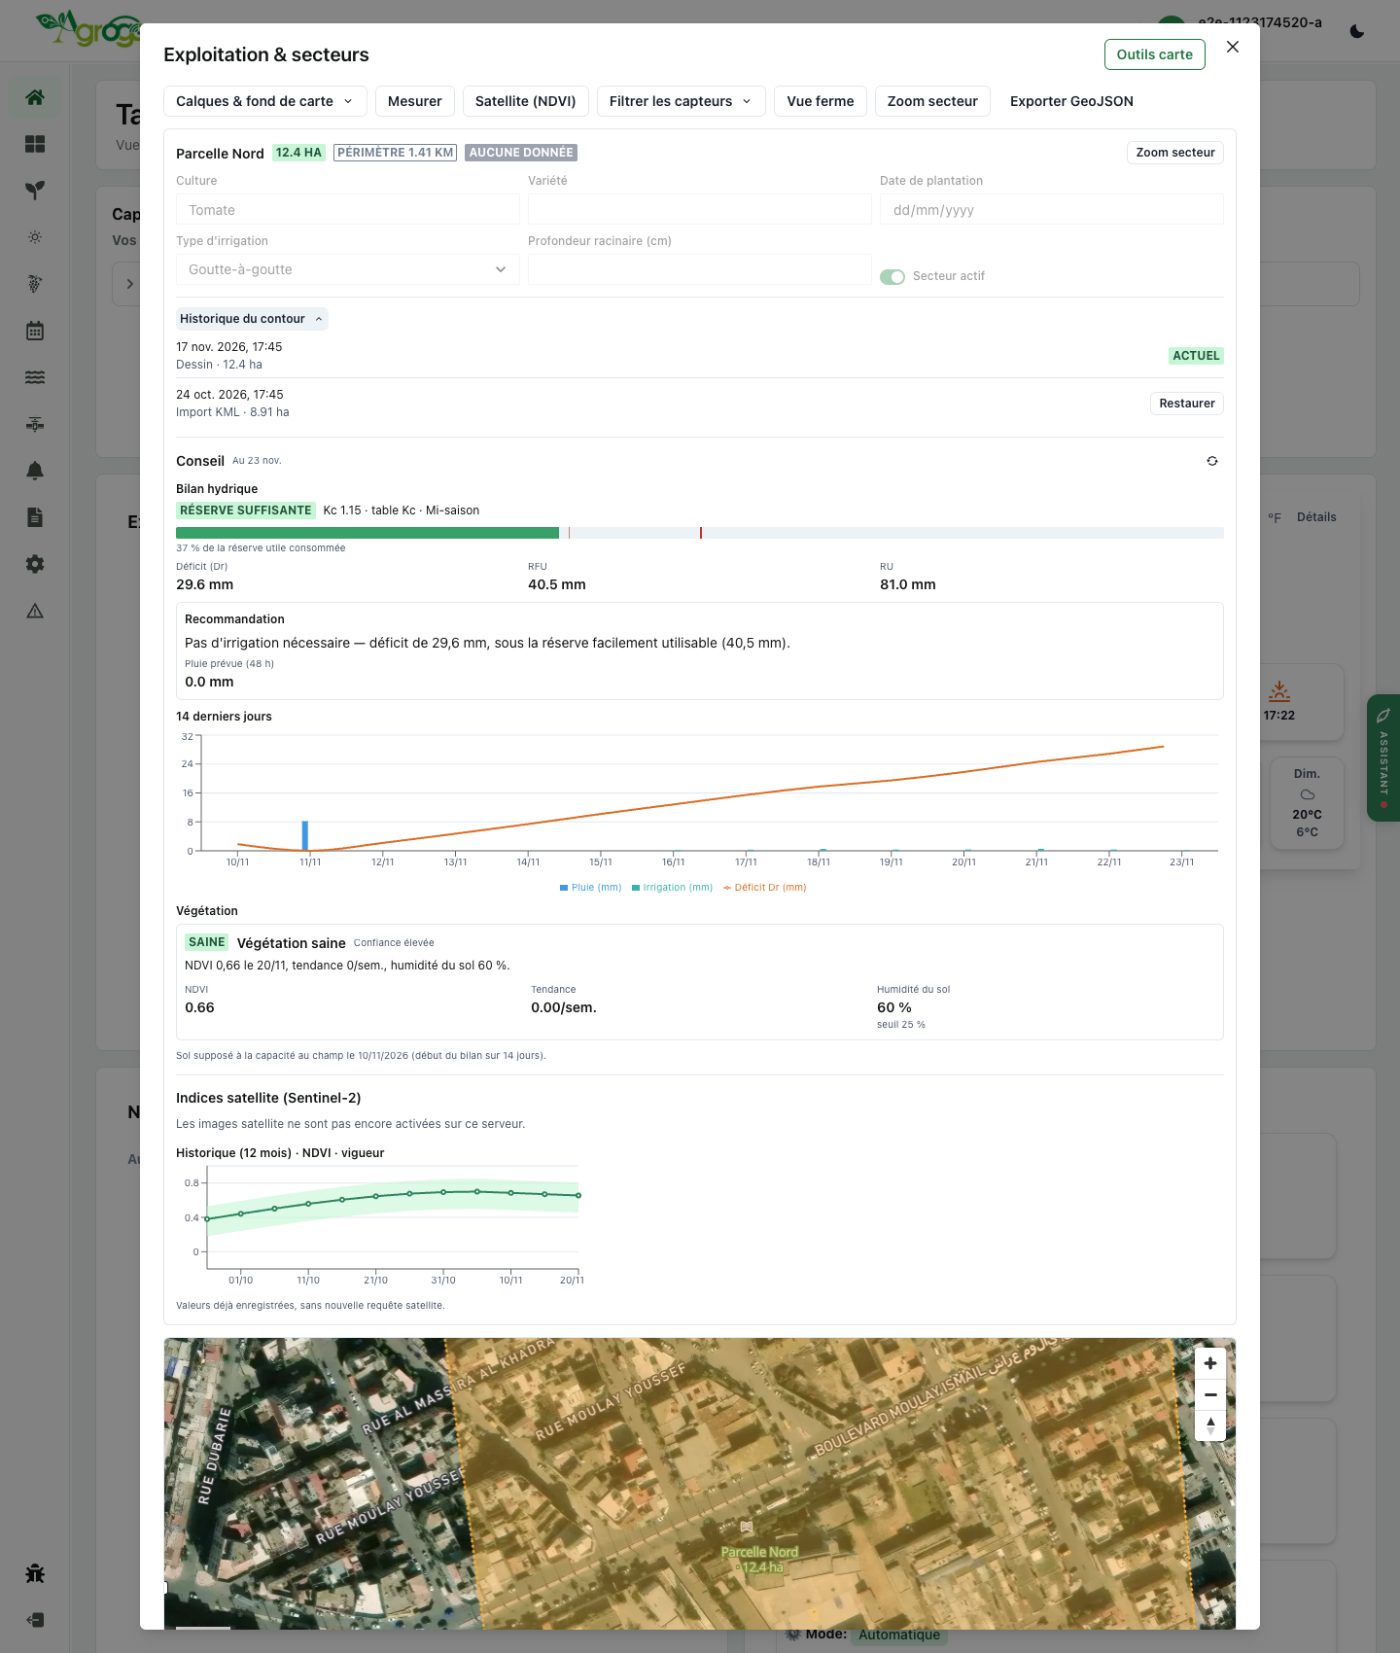 Agrog
e2e-1123174520-a
Exploitation & secteurs
Outils carte
Calques & fond de carte
Mesurer
Satellite (NDVI)
Filtrer les capteurs
Vue ferme
Zoom secteur
Exporter GeoJSON
Ta
Vue
Cap
Vos
Parcelle Nord
12.4 HA
PÉRIMÈTRE 1.41 KM
AUCUNE DONNÉE
Zoom secteur
Culture
Variété
Date de plantation
Tomate
dd/mm/yyyy
Type d'irrigation
Profondeur racinaire (cm)
Goutte-à-goutte
Secteur actif
Historique du contour
17 nov. 2026, 17:45
Dessin · 12.4 ha
ACTUEL
24 oct. 2026, 17:45
Import KML · 8.91 ha
Restaurer
Conseil
Au 23 nov.
Bilan hydrique
RÉSERVE SUFFISANTE
Kc 1.15 · table Kc · Mi-saison
37 % de la réserve utile consommée
Déficit (Dr)
RFU
RU
29.6 mm
40.5 mm
81.0 mm
Recommandation
Pas d'irrigation nécessaire — déficit de 29,6 mm, sous la réserve facilement utilisable (40,5 mm).
Pluie prévue (48 h)
0.0 mm
14 derniers jours
32
24
16
8
0
10/11 11/11 12/11 13/11 14/11 15/11 16/11 17/11 18/11 19/11 20/11 21/11 22/11 23/11
Pluie (mm) Irrigation (mm) Déficit Dr (mm)
Végétation
SAINE
Végétation saine
Confiance élevée
NDVI 0,66 le 20/11, tendance 0/sem., humidité du sol 60 %.
NDVI
Tendance
Humidité du sol
0.66
0.00/sem.
60 %
seuil 25 %
Sol supposé à la capacité au champ le 10/11/2026 (début du bilan sur 14 jours).
Indices satellite (Sentinel-2)
Les images satellite ne sont pas encore activées sur ce serveur.
Historique (12 mois) · NDVI · vigueur
0.8
0.4
0
01/10 11/10 21/10 31/10 10/11 20/11
Valeurs déjà enregistrées, sans nouvelle requête satellite.
RUE DUBARIE
RUE AL MASSIRA AL KHADRA
RUE MOULAY YOUSSEF
RUE MOULAY YOUSSEF
BOULEVARD MOULAY ISMAIL
Parcelle Nord
12.4 ha
°F
Détails
17:22
ASSISTANT
Dim.
20°C
6°C
Mode:
Automatique